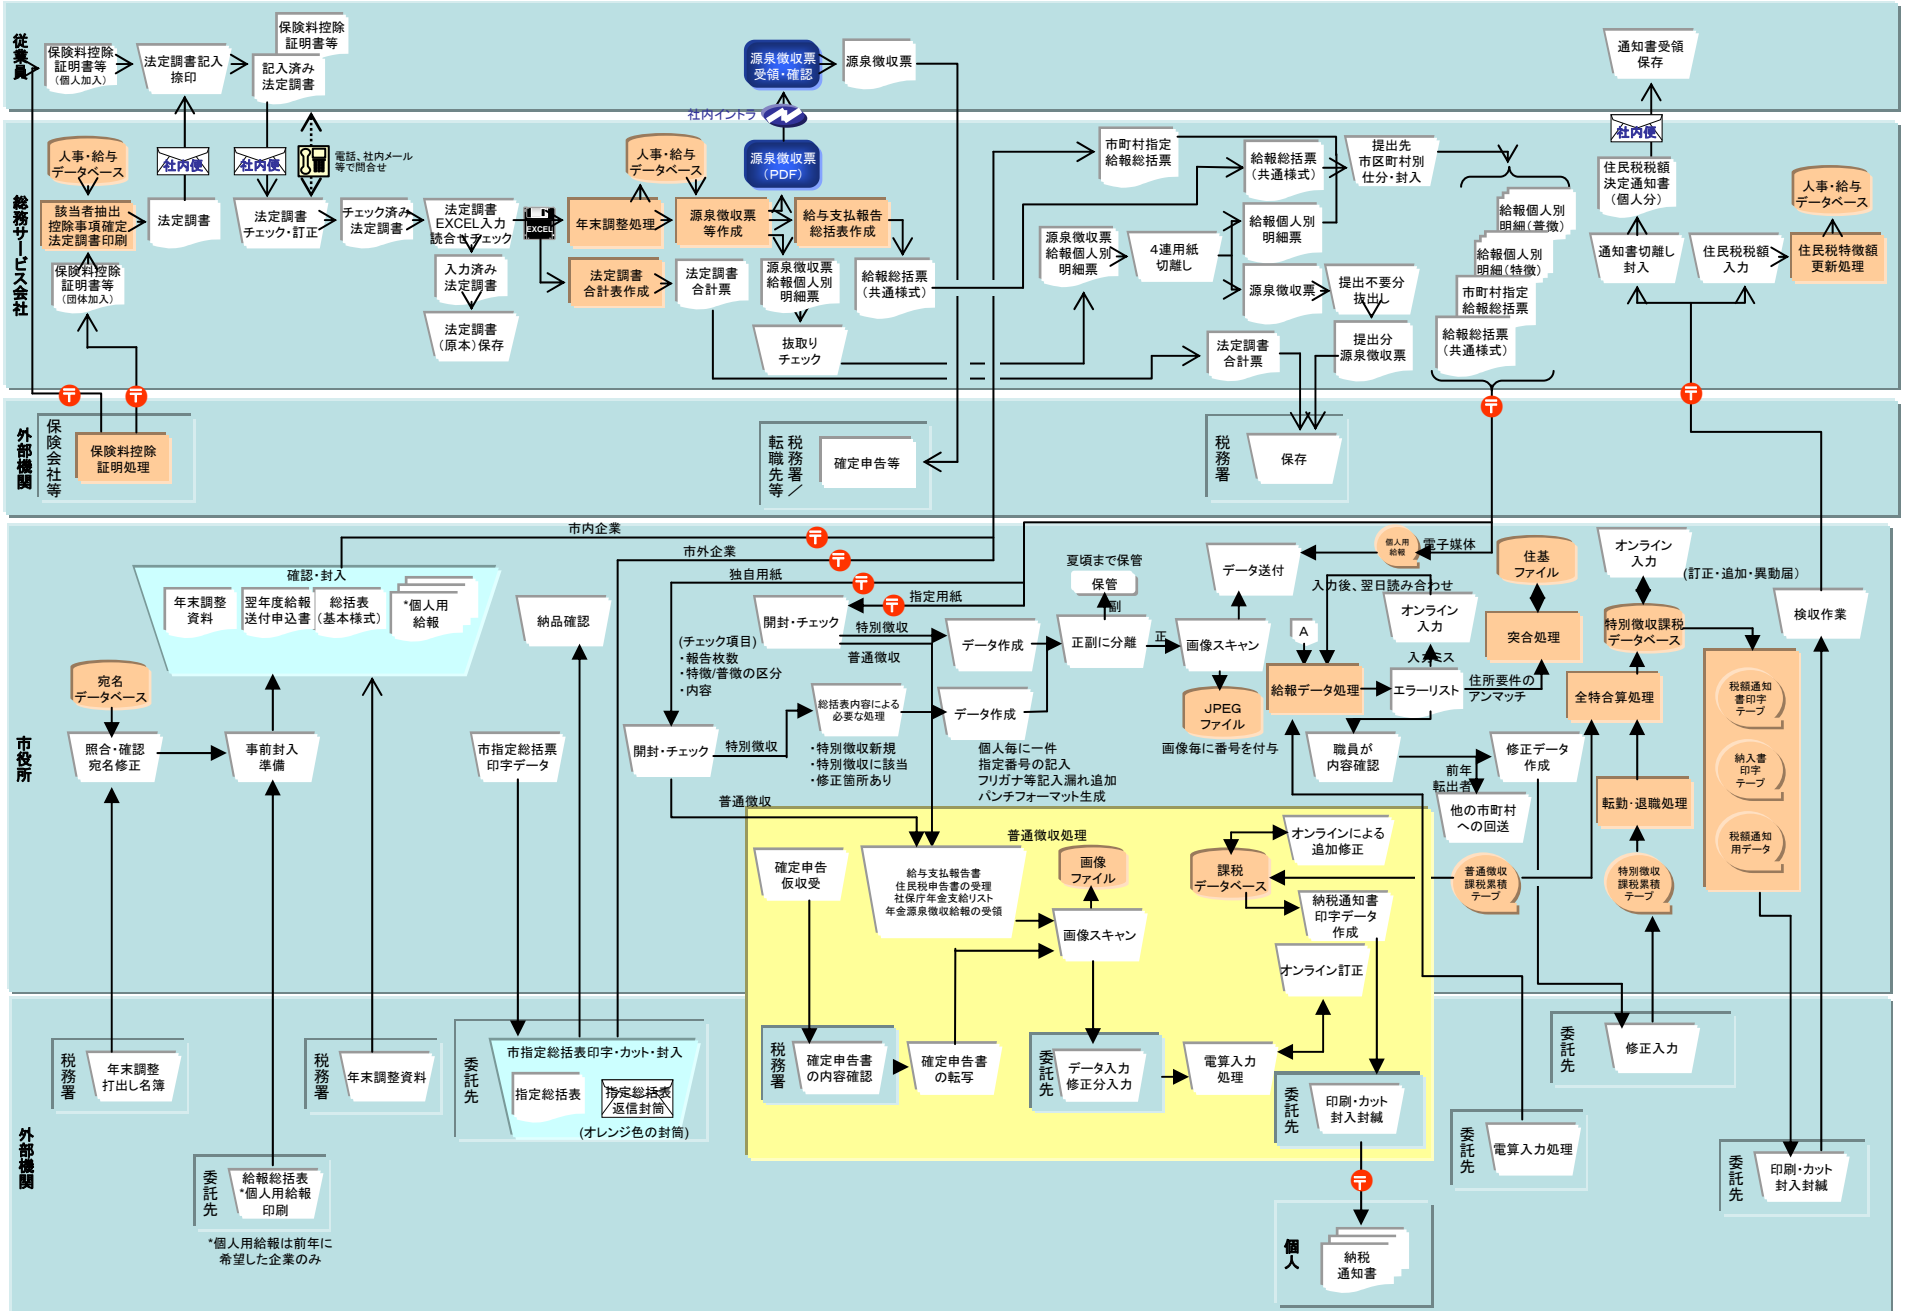 従業員
保険料控除
証明書等
(個人加入)
法定調書記入
捺印
保険料控除
証明書等
記入済み
法定調書
源泉徴収票
受領・確認
源泉徴収票
通知書受領
保存
社内イントラ
総務サービス会社
人事・給与
データベース
社内便
社内便
電話、社内メール
等で問合せ
人事・給与
データベース
源泉徴収票
(PDF)
市町村指定
給報総括票
給報総括票
(共通様式)
提出先
市区町村別
仕分・封入
社内便
住民税税額
決定通知書
(個人分)
人事・給与
データベース
該当者抽出
控除事項確定
法定調書印刷
法定調書
法定調書
チェック・訂正
チェック済み
法定調書
法定調書
EXCEL入力
読合せチェック
EXCEL
年末調整処理
源泉徴収票
等作成
給与支払報告
総括表作成
源泉徴収票
給報個人別
明細票
4連用紙
切離し
給報個人別
明細票
給報個人別
明細(普徴)
給報個人別
明細(特徴)
市町村指定
給報総括票
給報総括票
(共通様式)
通知書切離し
封入
住民税税額
入力
住民税特徴額
更新処理
保険料控除
証明書等
(団体加入)
入力済み
法定調書
法定調書
(原本)保存
法定調書
合計表作成
法定調書
合計票
源泉徴収票
給報個人別
明細票
給報総括票
(共通様式)
抜取り
チェック
源泉徴収票
提出不要分
抜出し
法定調書
合計票
提出分
源泉徴収票
外部機関
保険会社等
保険料控除
証明処理
税務署/
転職先等
確定申告等
税務署
保存
市役所
市内企業
市外企業
独自用紙
指定用紙
確認・封入
年末調整
資料
翌年度給報
送付申込書
総括表
(基本様式)
*個人用
給報
納品確認
宛名
データベース
照合・確認
宛名修正
事前封入
準備
市指定総括票
印字データ
(チェック項目)
・報告枚数
・特徴/普徴の区分
・内容
開封・チェック
特別徴収
普通徴収
データ作成
夏頃まで保管
保管
副
正副に分離
正
データ送付
個人用
給報
電子媒体
画像スキャン
JPEG
ファイル
画像毎に番号を付与
入力後、翌日読み合わせ
A
オンライン
入力
入力ミス
給報データ処理
エラーリスト
住所要件の
アンマッチ
住基
ファイル
突合処理
オンライン
入力
(訂正・追加・異動届)
特別徴収課税
データベース
全特合算処理
検収作業
税額通知
書印字
テープ
納入書
印字
テープ
税額通知
用データ
開封・チェック
特別徴収
普通徴収
総括表内容による
必要な処理
・特別徴収新規
・特別徴収に該当
・修正箇所あり
データ作成
個人毎に一件
指定番号の記入
フリガナ等記入漏れ追加
パンチフォーマット生成
職員が
内容確認
前年
転出者
修正データ
作成
他の市町村
への回送
転勤・退職処理
普通徴収
課税累積
テープ
特別徴収
課税累積
テープ
普通徴収処理
確定申告
仮収受
給与支払報告書
住民税申告書の受理
社保庁年金支給リスト
年金源泉徴収給報の受領
画像
ファイル
画像スキャン
オンラインによる
追加修正
課税
データベース
納税通知書
印字データ
作成
オンライン訂正
外部機関
税務署
年末調整
打出し名簿
委託先
給報総括表
*個人用給報
印刷
*個人用給報は前年に
希望した企業のみ
税務署
年末調整資料
委託先
市指定総括表印字・カット・封入
指定総括表
指定総括表
返信封筒
(オレンジ色の封筒)
税務署
確定申告書
の内容確認
確定申告書
の転写
委託先
データ入力
修正分入力
電算入力
処理
委託先
印刷・カット
封入封緘
個人
納税
通知書
委託先
電算入力処理
委託先
修正入力
委託先
印刷・カット
封入封緘